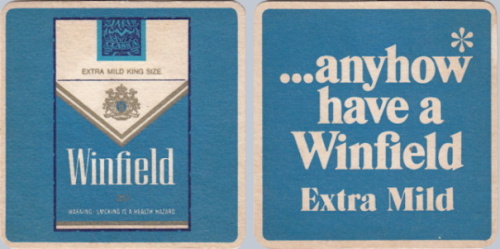 EXTRA MILD KING SIZE
Winfield
WARNING: SMOKING IS A HEALTH HAZARD
...anyhow*
have a
Winfield
Extra Mild